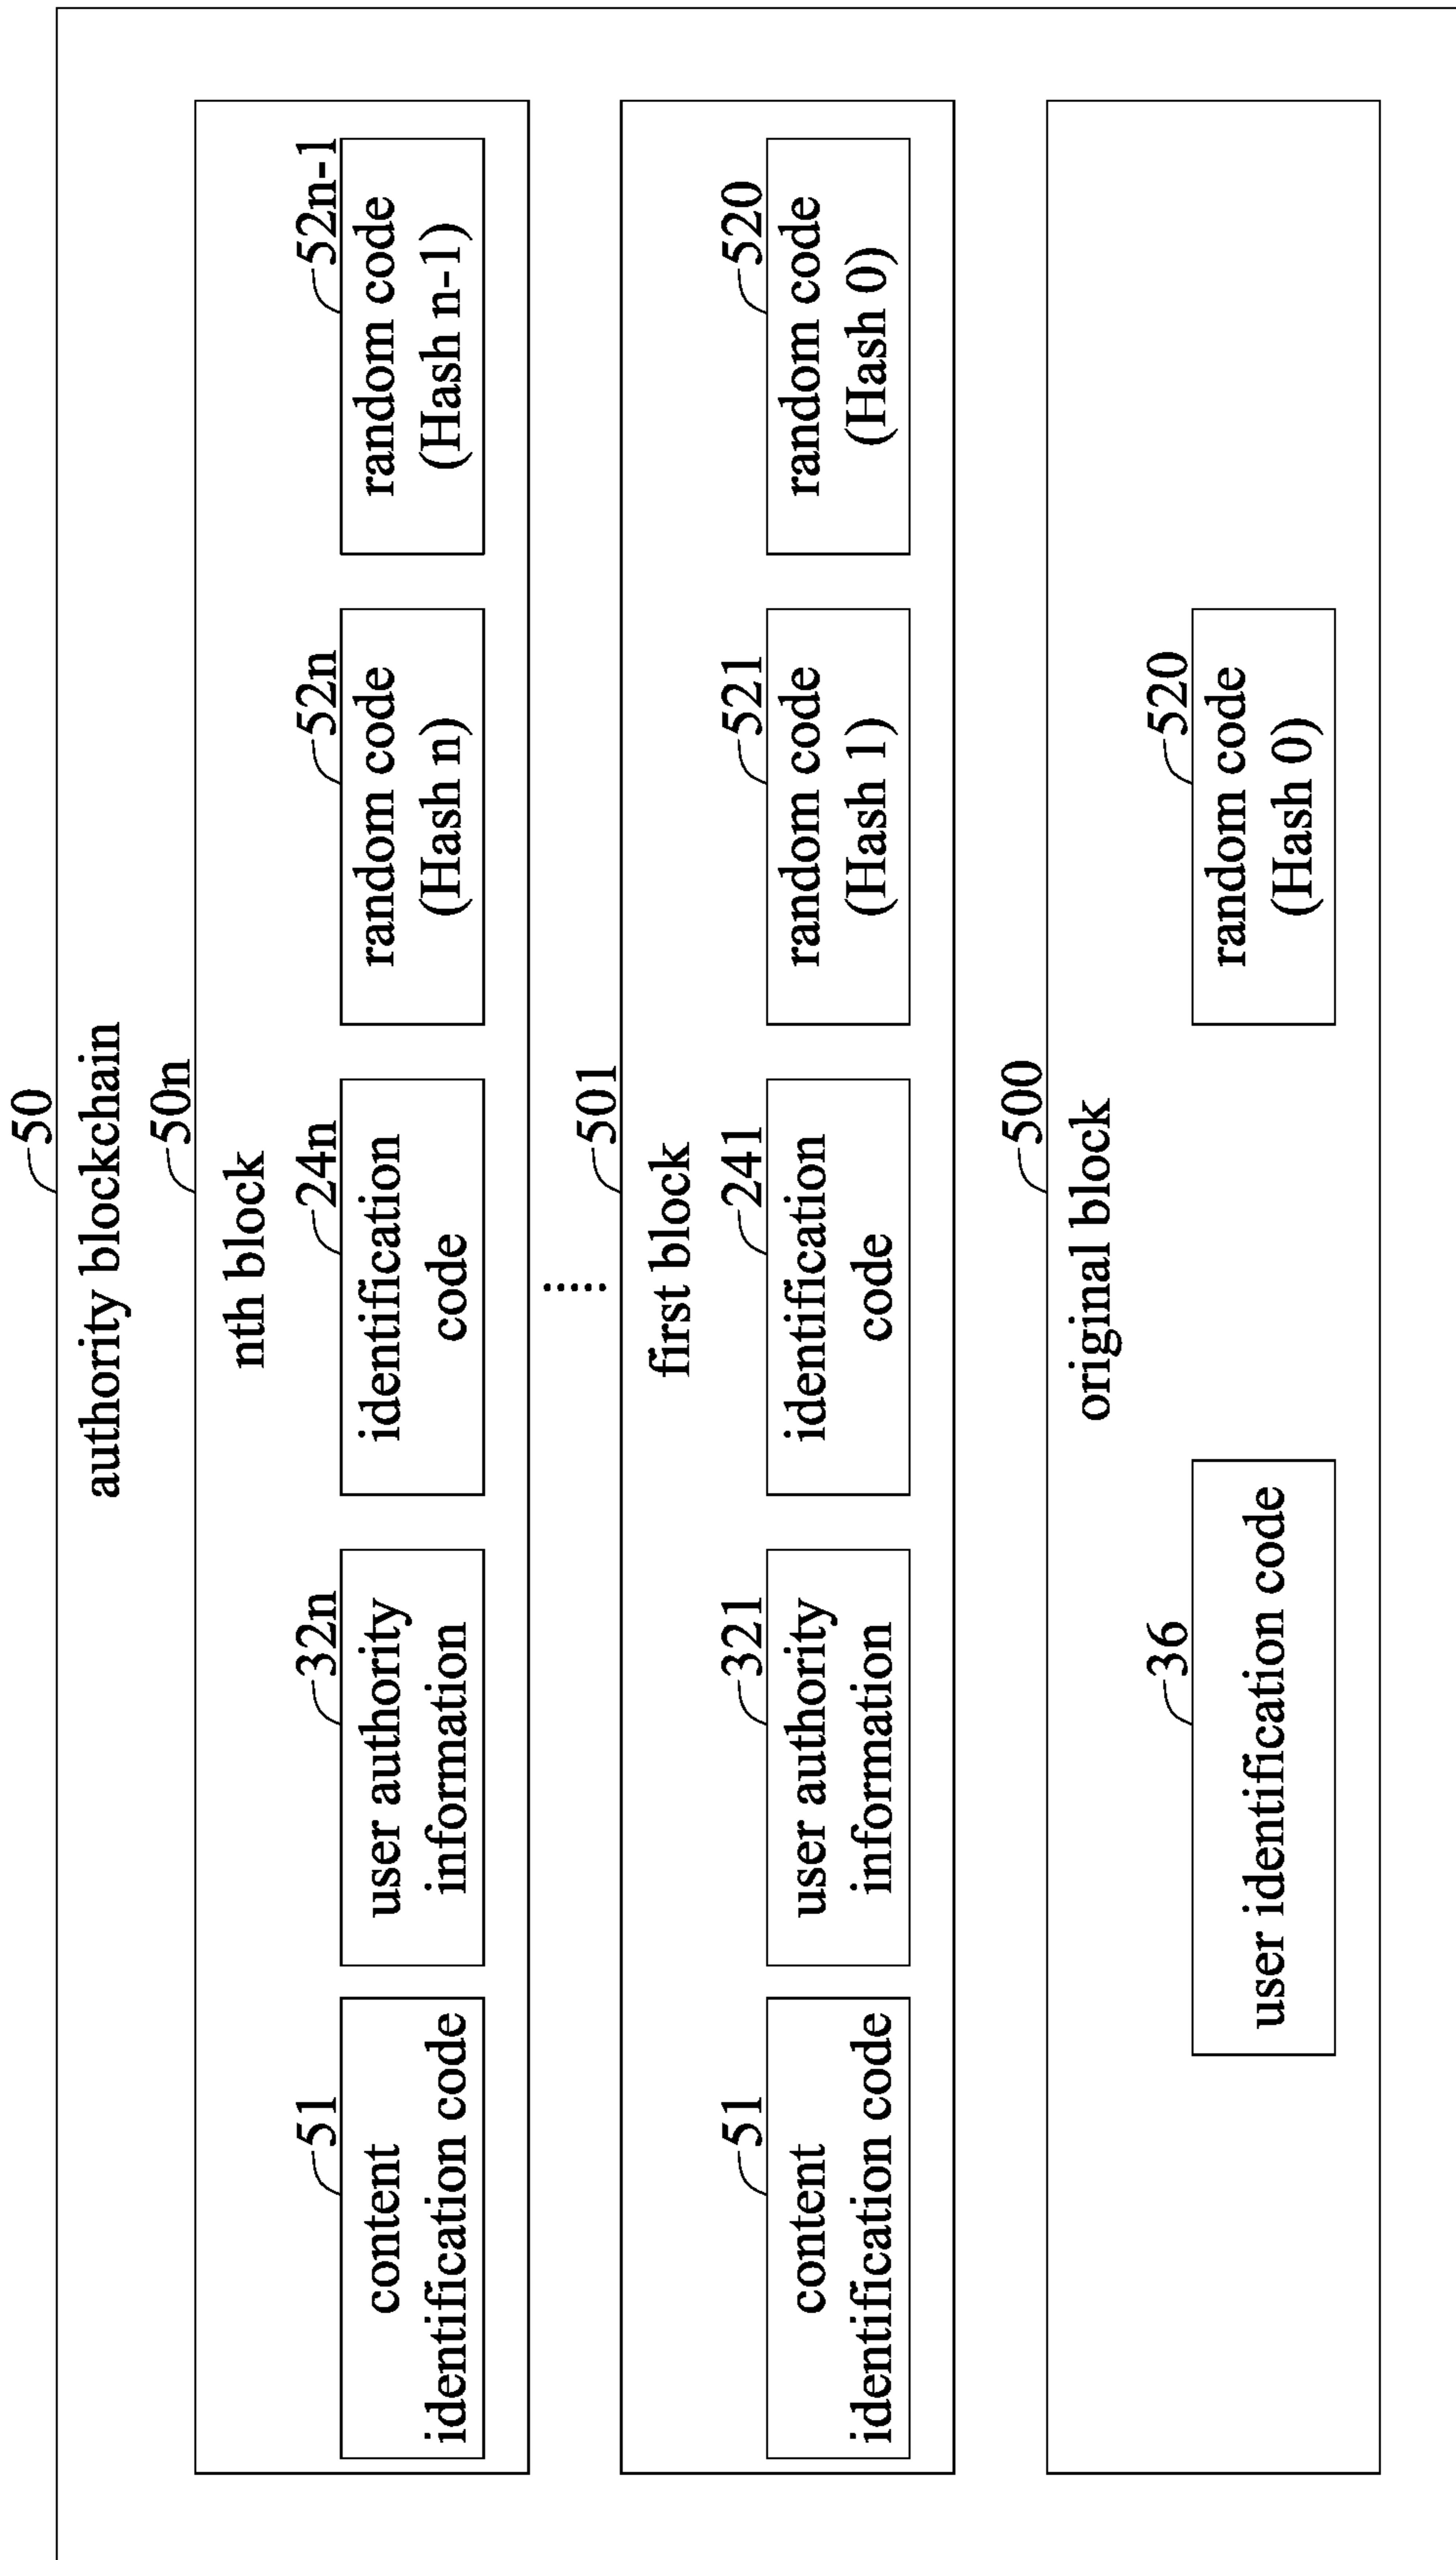 50
authority blockchain
50n
nth block
51
content
identification code
32n
user authority
information
24n
identification
code
52n
random code
(Hash n)
52n-1
random code
(Hash n-1)
......
501
first block
51
content
identification code
321
user authority
information
241
identification
code
521
random code
(Hash 1)
520
random code
(Hash 0)
500
original block
36
user identification code
520
random code
(Hash 0)